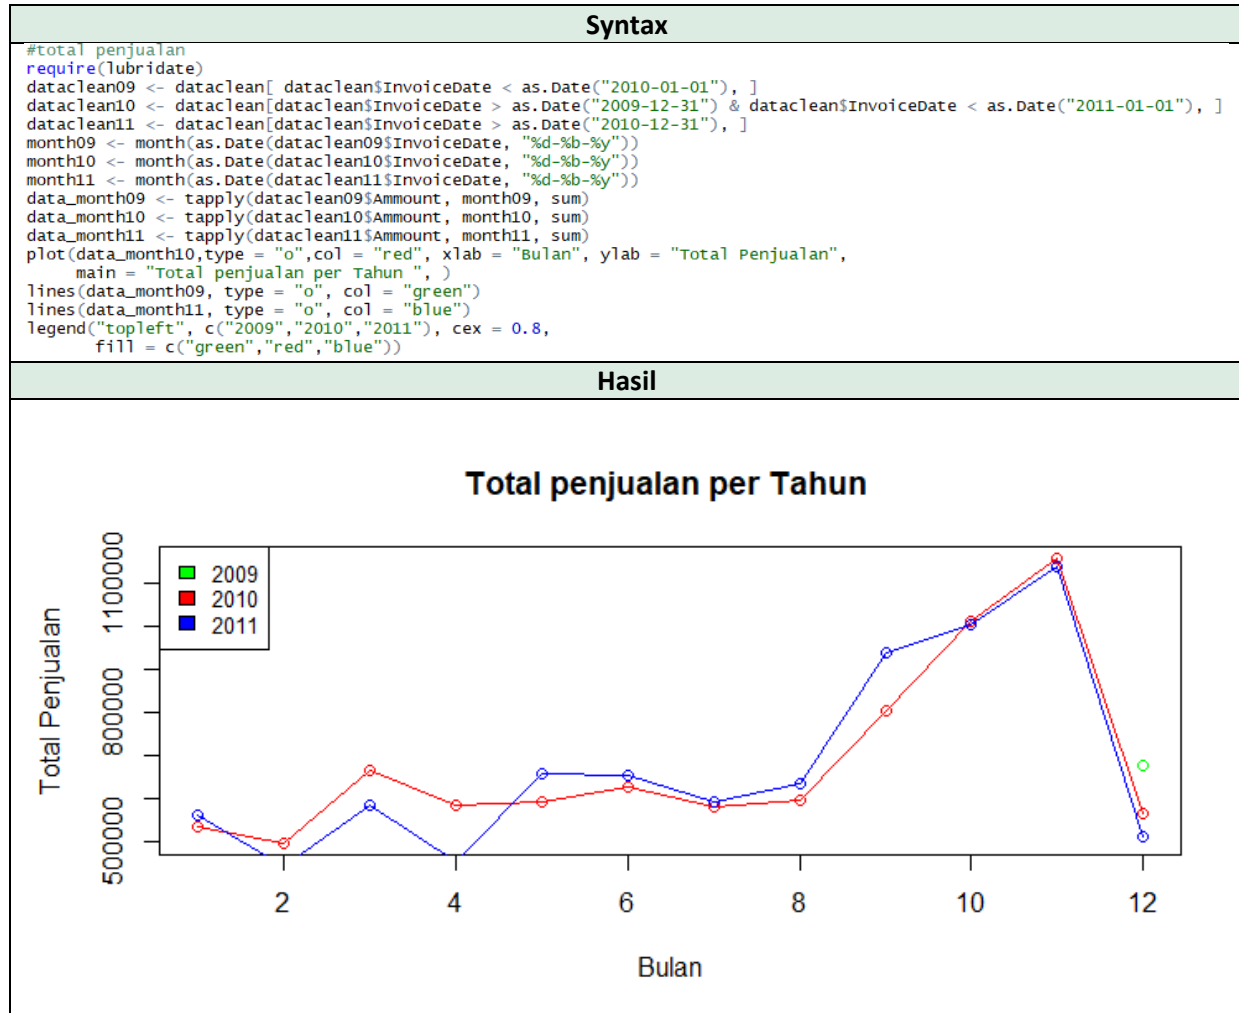 Syntax
#total penjualan
require(lubridate)
dataclean09 <- dataclean[ dataclean$InvoiceDate < as.Date("2010-01-01"), ]
dataclean10 <- dataclean[dataclean$InvoiceDate > as.Date("2009-12-31") & dataclean$InvoiceDate < as.Date("2011-01-01"), ]
dataclean11 <- dataclean[dataclean$InvoiceDate > as.Date("2010-12-31"), ]
month09 <- month(as.Date(dataclean09$InvoiceDate, "%d-%b-%y"))
month10 <- month(as.Date(dataclean10$InvoiceDate, "%d-%b-%y"))
month11 <- month(as.Date(dataclean11$InvoiceDate, "%d-%b-%y"))
data_month09 <- tapply(dataclean09$Ammount, month09, sum)
data_month10 <- tapply(dataclean10$Ammount, month10, sum)
data_month11 <- tapply(dataclean11$Ammount, month11, sum)
plot(data_month10,type = "o",col = "red", xlab = "Bulan", ylab = "Total Penjualan",
     main = "Total penjualan per Tahun ", )
lines(data_month09, type = "o", col = "green")
lines(data_month11, type = "o", col = "blue")
legend("topleft", c("2009","2010","2011"), cex = 0.8,
       fill = c("green","red","blue"))
Hasil
Total penjualan per Tahun
2009
2010
2011
Total Penjualan
1100000
800000
500000
2 4 6 8 10 12
Bulan